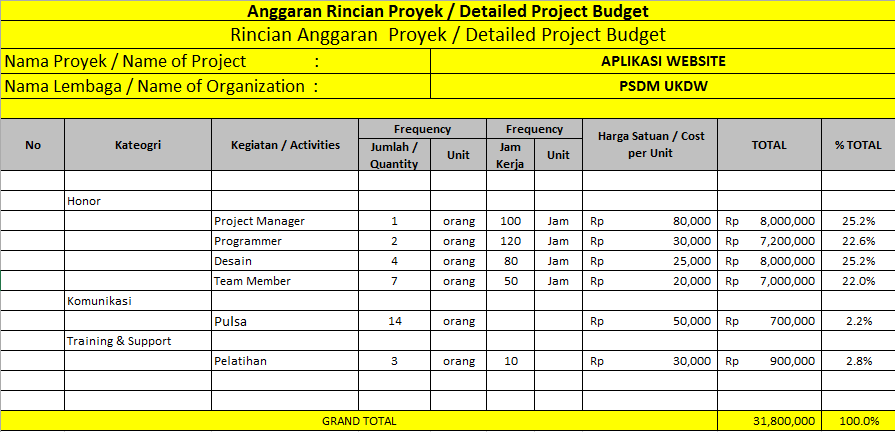 Anggaran Rincian Proyek / Detailed Project Budget
Rincian Anggaran  Proyek / Detailed Project Budget
Nama Proyek / Name of Project : APLIKASI WEBSITE
Nama Lembaga / Name of Organization : PSDM UKDW
No Kateogri Kegiatan / Activities Frequency Frequency Harga Satuan / Cost per Unit TOTAL % TOTAL
Jumlah / Quantity Unit Jam Kerja Unit
Honor
Project Manager 1 orang 100 Jam Rp 80,000 Rp 8,000,000 25.2%
Programmer 2 orang 120 Jam Rp 30,000 Rp 7,200,000 22.6%
Desain 4 orang 80 Jam Rp 25,000 Rp 8,000,000 25.2%
Team Member 7 orang 50 Jam Rp 20,000 Rp 7,000,000 22.0%
Komunikasi
Pulsa 14 orang Rp 50,000 Rp 700,000 2.2%
Training & Support
Pelatihan 3 orang 10 Rp 30,000 Rp 900,000 2.8%
GRAND TOTAL 31,800,000 100.0%